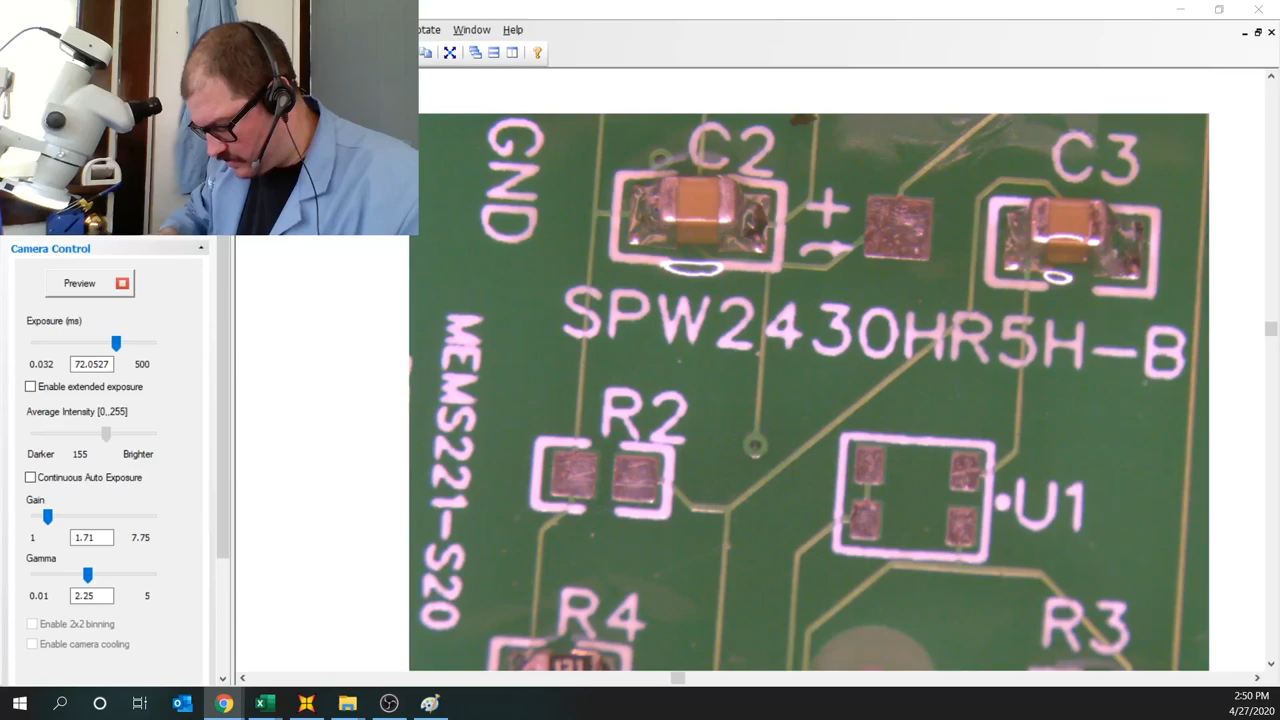 otate Window Help
Camera Control
Preview
Exposure (ms)
0.032 72.0527 500
Enable extended exposure
Average Intensity [0,,255]
Darker 155 Brighter
Continuous Auto Exposure
Gain
1 1.71 7.75
Gamma
0.01 2.25 5
Enable 2x2 binning
Enable camera cooling
GND
C2
C3
+
SPW2430HR5H-B
MEMS221-S20
R2
U1
R4
R3
2:50 PM
4/27/2020